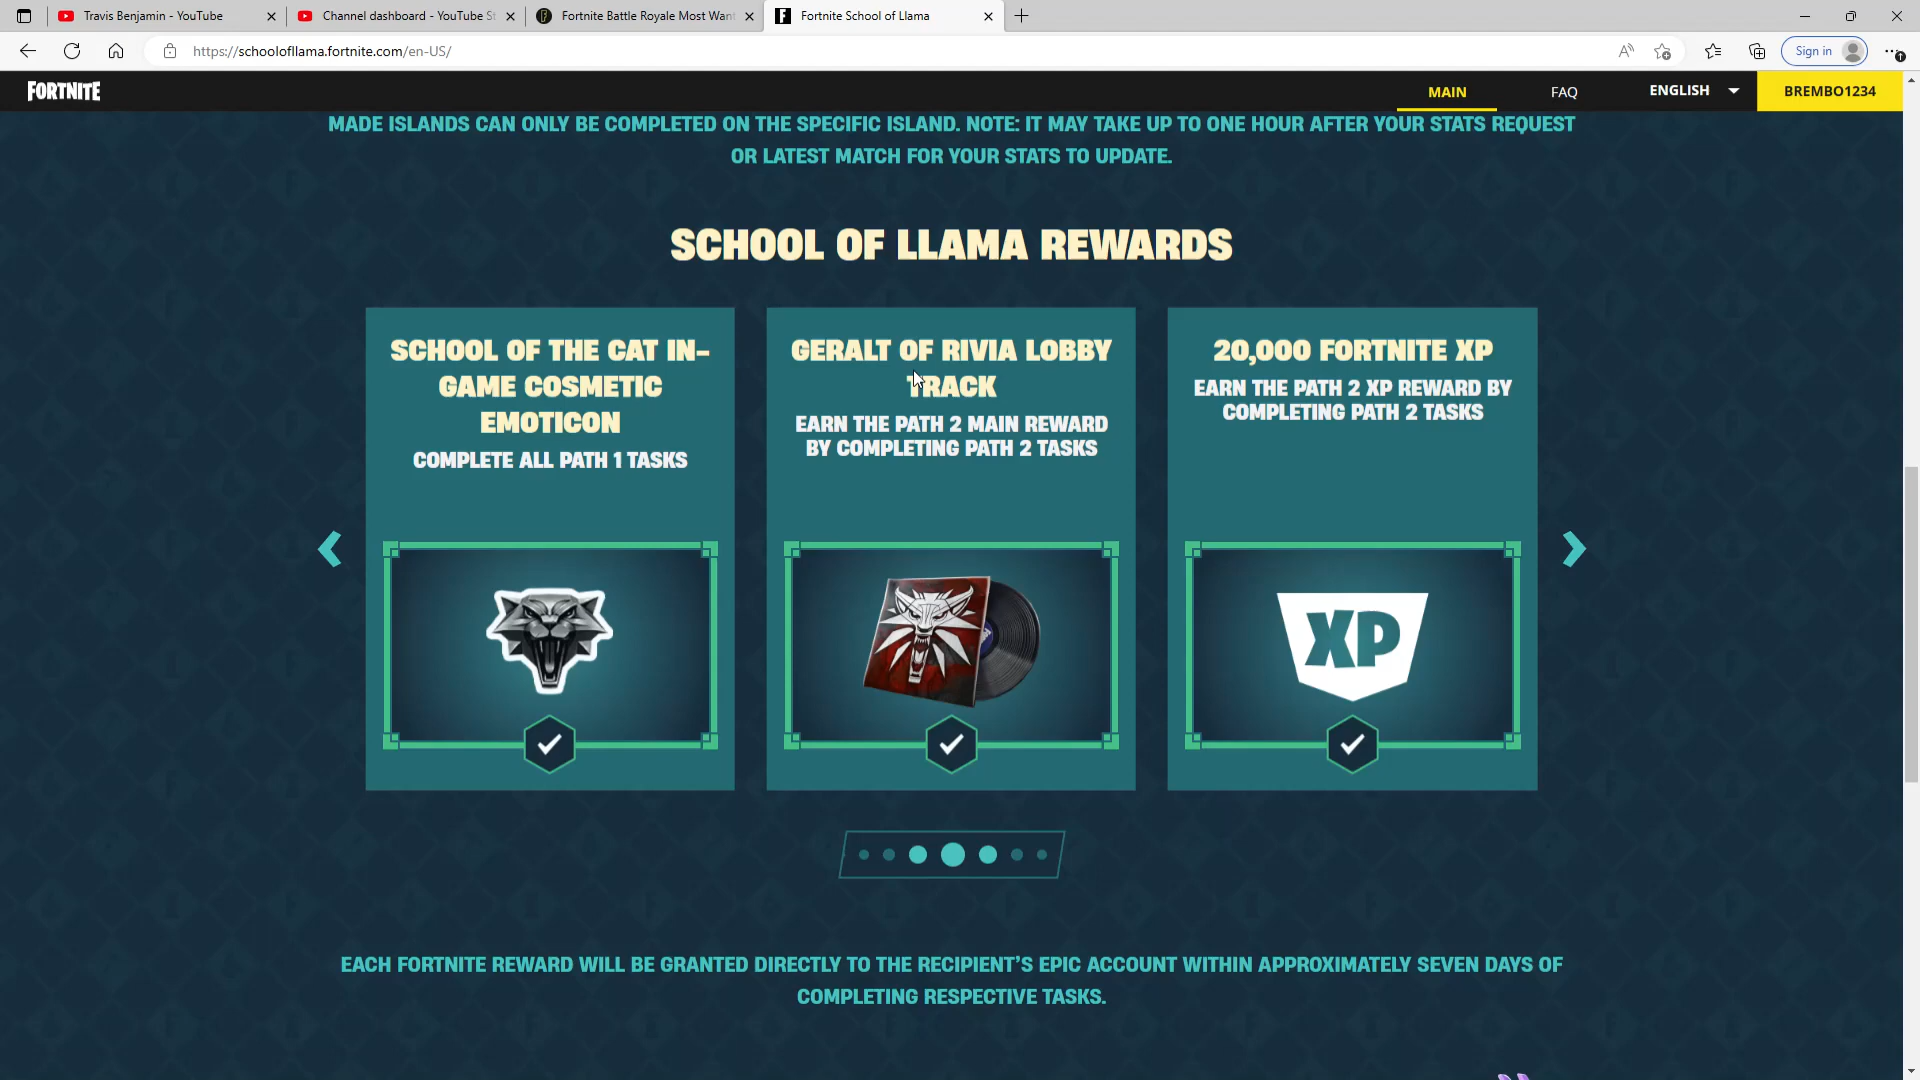 Travis Benjamin - YouTube
Channel dashboard - YouTube St
Fortnite Battle Royale Most Want
Fortnite School of Llama
https://schoolofllama.fortnite.com/en-US/
Sign in
FORTNITE
MAIN
FAQ
ENGLISH
BREMBO1234
MADE ISLANDS CAN ONLY BE COMPLETED ON THE SPECIFIC ISLAND. NOTE: IT MAY TAKE UP TO ONE HOUR AFTER YOUR STATS REQUEST
OR LATEST MATCH FOR YOUR STATS TO UPDATE.
SCHOOL OF LLAMA REWARDS
SCHOOL OF THE CAT IN-
GAME COSMETIC
EMOTICON
COMPLETE ALL PATH 1 TASKS
GERALT OF RIVIA LOBBY
TRACK
EARN THE PATH 2 MAIN REWARD
BY COMPLETING PATH 2 TASKS
20,000 FORTNITE XP
EARN THE PATH 2 XP REWARD BY
COMPLETING PATH 2 TASKS
XP
EACH FORTNITE REWARD WILL BE GRANTED DIRECTLY TO THE RECIPIENT'S EPIC ACCOUNT WITHIN APPROXIMATELY SEVEN DAYS OF
COMPLETING RESPECTIVE TASKS.